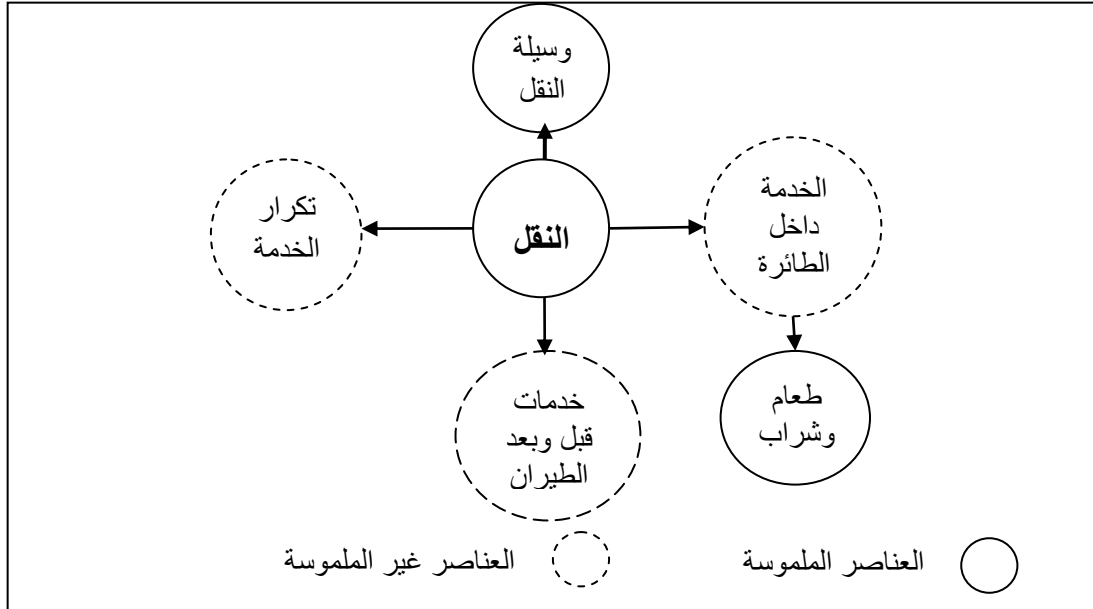 وسيلة
النقل
الخدمة
داخل
الطائرة
النقل
تكرار
الخدمة
طعام
وشراب
خدمات
قبل وبعد
الطيران
العناصر الملموسة
العناصر غير الملموسة